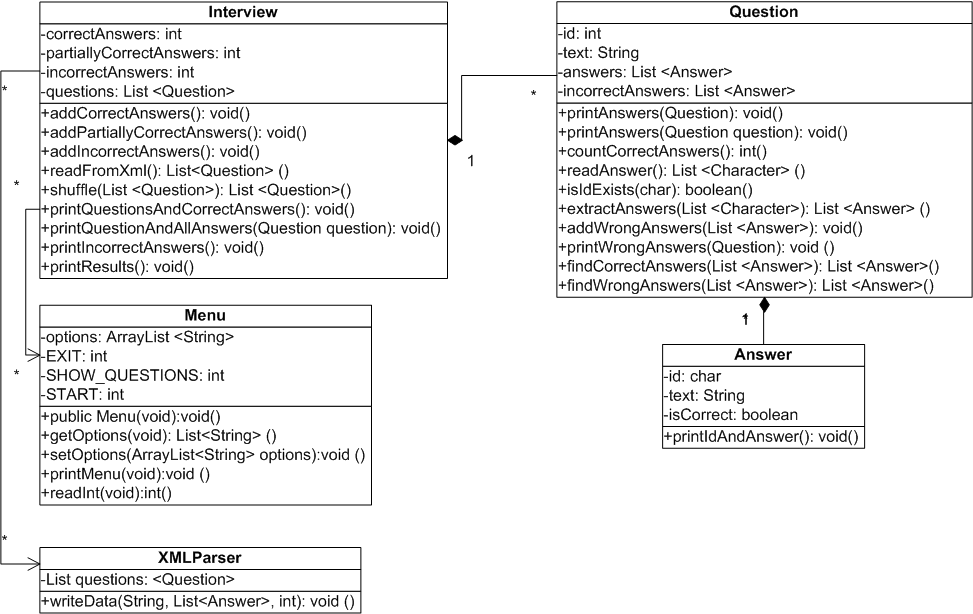 Interview
-correctAnswers: int
-partiallyCorrectAnswers: int
-incorrectAnswers: int
-questions: List <Question>
+addCorrectAnswers(): void()
+addPartiallyCorrectAnswers(): void()
+addIncorrectAnswers(): void()
+readFromXml(): List<Question> ()
+shuffle(List <Question>): List <Question>()
+printQuestionsAndCorrectAnswers(): void()
+printQuestionAndAllAnswers(Question question): void()
+printIncorrectAnswers(): void()
+printResults(): void()
*
*
1
*
Question
-id: int
-text: String
-answers: List <Answer>
-incorrectAnswers: List <Answer>
+printAnswers(Question): void()
+printAnswers(Question question): void()
+countCorrectAnswers(): int()
+readAnswer(): List <Character> ()
+isIdExists(char): boolean()
+extractAnswers(List <Character>): List <Answer> ()
+addWrongAnswers(List <Answer>): void()
+printWrongAnswers(Question): void ()
+findCorrectAnswers(List <Answer>): List <Answer>()
+findWrongAnswers(List <Answer>): List <Answer>()
Menu
-options: ArrayList <String>
-EXIT: int
-SHOW_QUESTIONS: int
-START: int
+public Menu(void):void()
+getOptions(void): List<String> ()
+setOptions(ArrayList<String> options):void ()
+printMenu(void):void ()
+readInt(void):int()
*
Answer
-id: char
-text: String
-isCorrect: boolean
+printIdAndAnswer(): void()
*
XMLParser
-List questions: <Question>
+writeData(String, List<Answer>, int): void ()